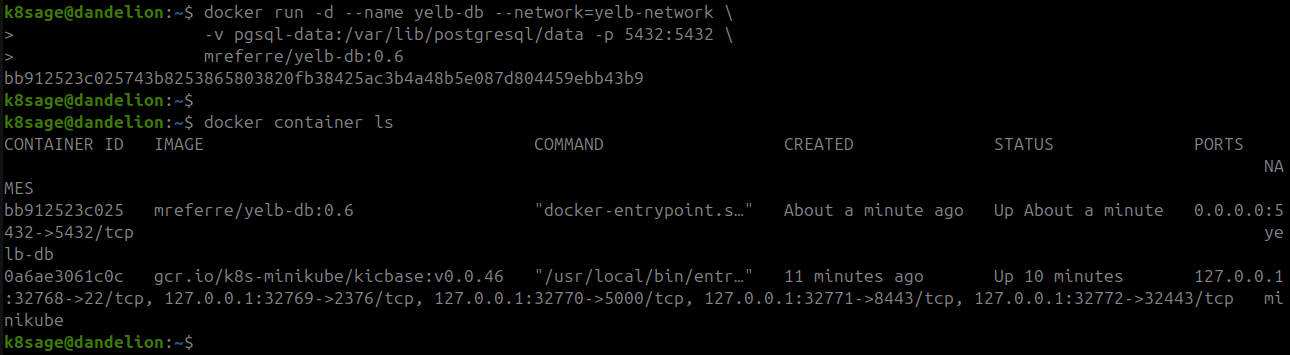 k8sage@dandelion:~$ docker run -d --name yelb-db --network=yelb-network \
>                   -v pgsql-data:/var/lib/postgresql/data -p 5432:5432 \
>                   mreferre/yelb-db:0.6
bb912523c025743b8253865803820fb38425ac3b4a48b5e087d804459ebb43b9
k8sage@dandelion:~$
k8sage@dandelion:~$ docker container ls
CONTAINER ID   IMAGE                                 COMMAND                  CREATED              STATUS              PORTS
NA
MES
bb912523c025   mreferre/yelb-db:0.6                  "docker-entrypoint.s…"   About a minute ago   Up About a minute   0.0.0.0:5
432->5432/tcp                                                                                                                 ye
lb-db
0a6ae3061c0c   gcr.io/k8s-minikube/kicbase:v0.0.46   "/usr/local/bin/entr…"   11 minutes ago       Up 10 minutes       127.0.0.1
:32768->22/tcp, 127.0.0.1:32769->2376/tcp, 127.0.0.1:32770->5000/tcp, 127.0.0.1:32771->8443/tcp, 127.0.0.1:32772->32443/tcp   mi
nikube
k8sage@dandelion:~$